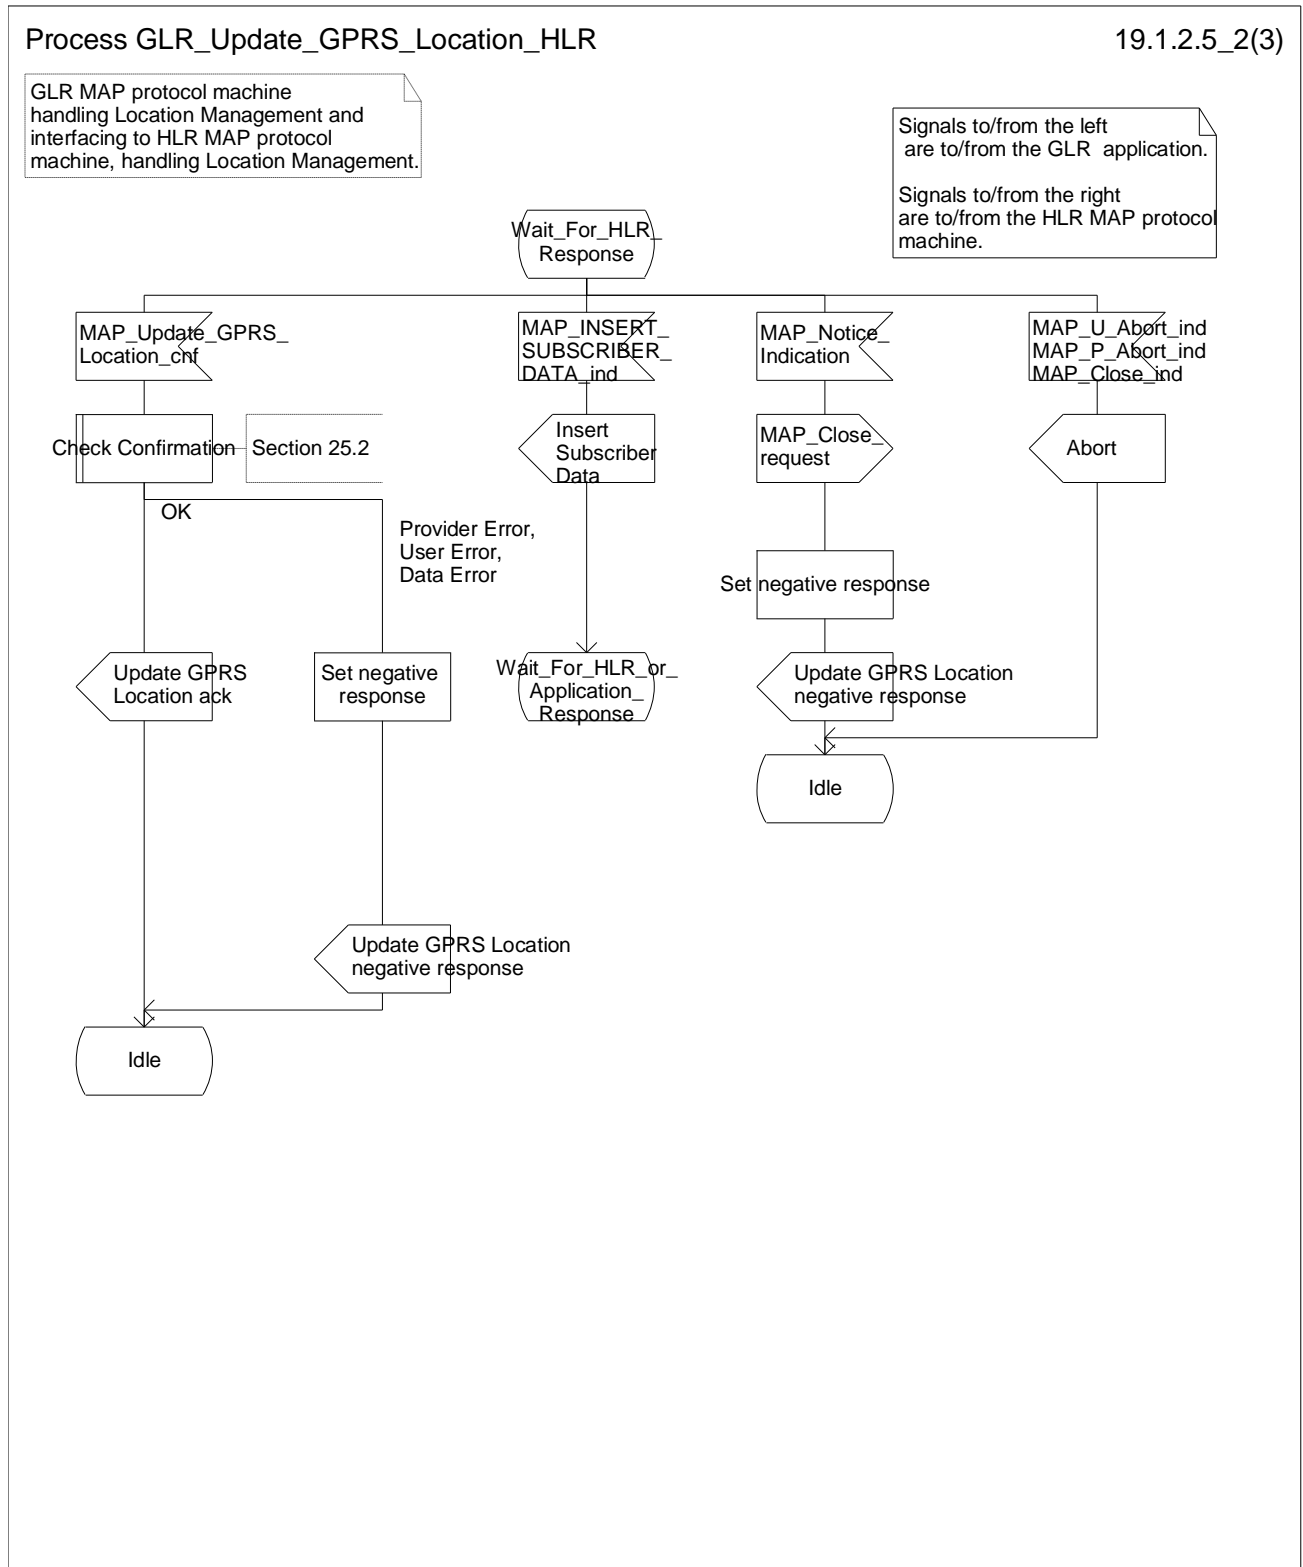 Process GLR_Update_GPRS_Location_HLR
19.1.2.5_2(3)
GLR MAP protocol machine
handling Location Management and
interfacing to HLR MAP protocol
machine, handling Location Management.
Signals to/from the left
are to/from the GLR application.
Signals to/from the right
are to/from the HLR MAP protocol
machine.
Wait_For_HLR_
Response
MAP_Update_GPRS_
Location_cnf
MAP_INSERT_
SUBSCRIBER_
DATA_ind
MAP_Notice_
Indication
MAP_U_Abort_ind
MAP_P_Abort_ind
MAP_Close_ind
Check Confirmation
Section 25.2
Insert
Subscriber
Data
MAP_Close_
request
Abort
OK
Provider Error,
User Error,
Data Error
Set negative response
Update GPRS
Location ack
Set negative
response
Wait_For_HLR_or_
Application_
Response
Update GPRS Location
negative response
Idle
Update GPRS Location
negative response
Idle